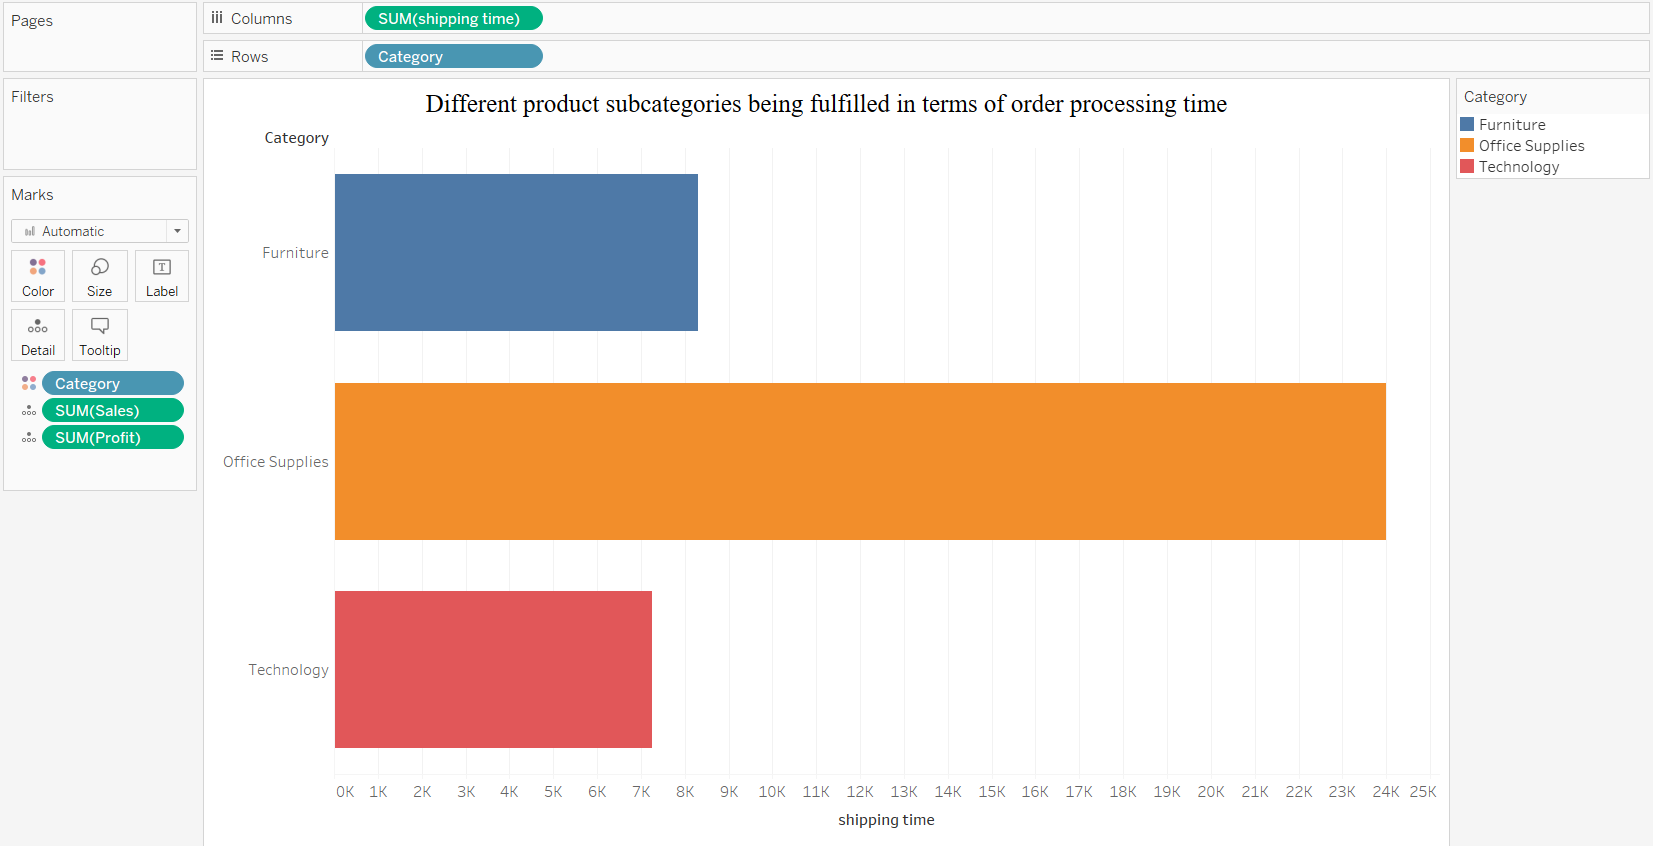 Pages
Columns
SUM(shipping time)
Rows
Category
Filters
Marks
Automatic
Color
Size
Label
Detail
Tooltip
Category
SUM(Sales)
SUM(Profit)
Different product subcategories being fulfilled in terms of order processing time
Category
Furniture
Office Supplies
Technology
0K 1K 2K 3K 4K 5K 6K 7K 8K 9K 10K 11K 12K 13K 14K 15K 16K 17K 18K 19K 20K 21K 22K 23K 24K 25K
shipping time
Category
Furniture
Office Supplies
Technology